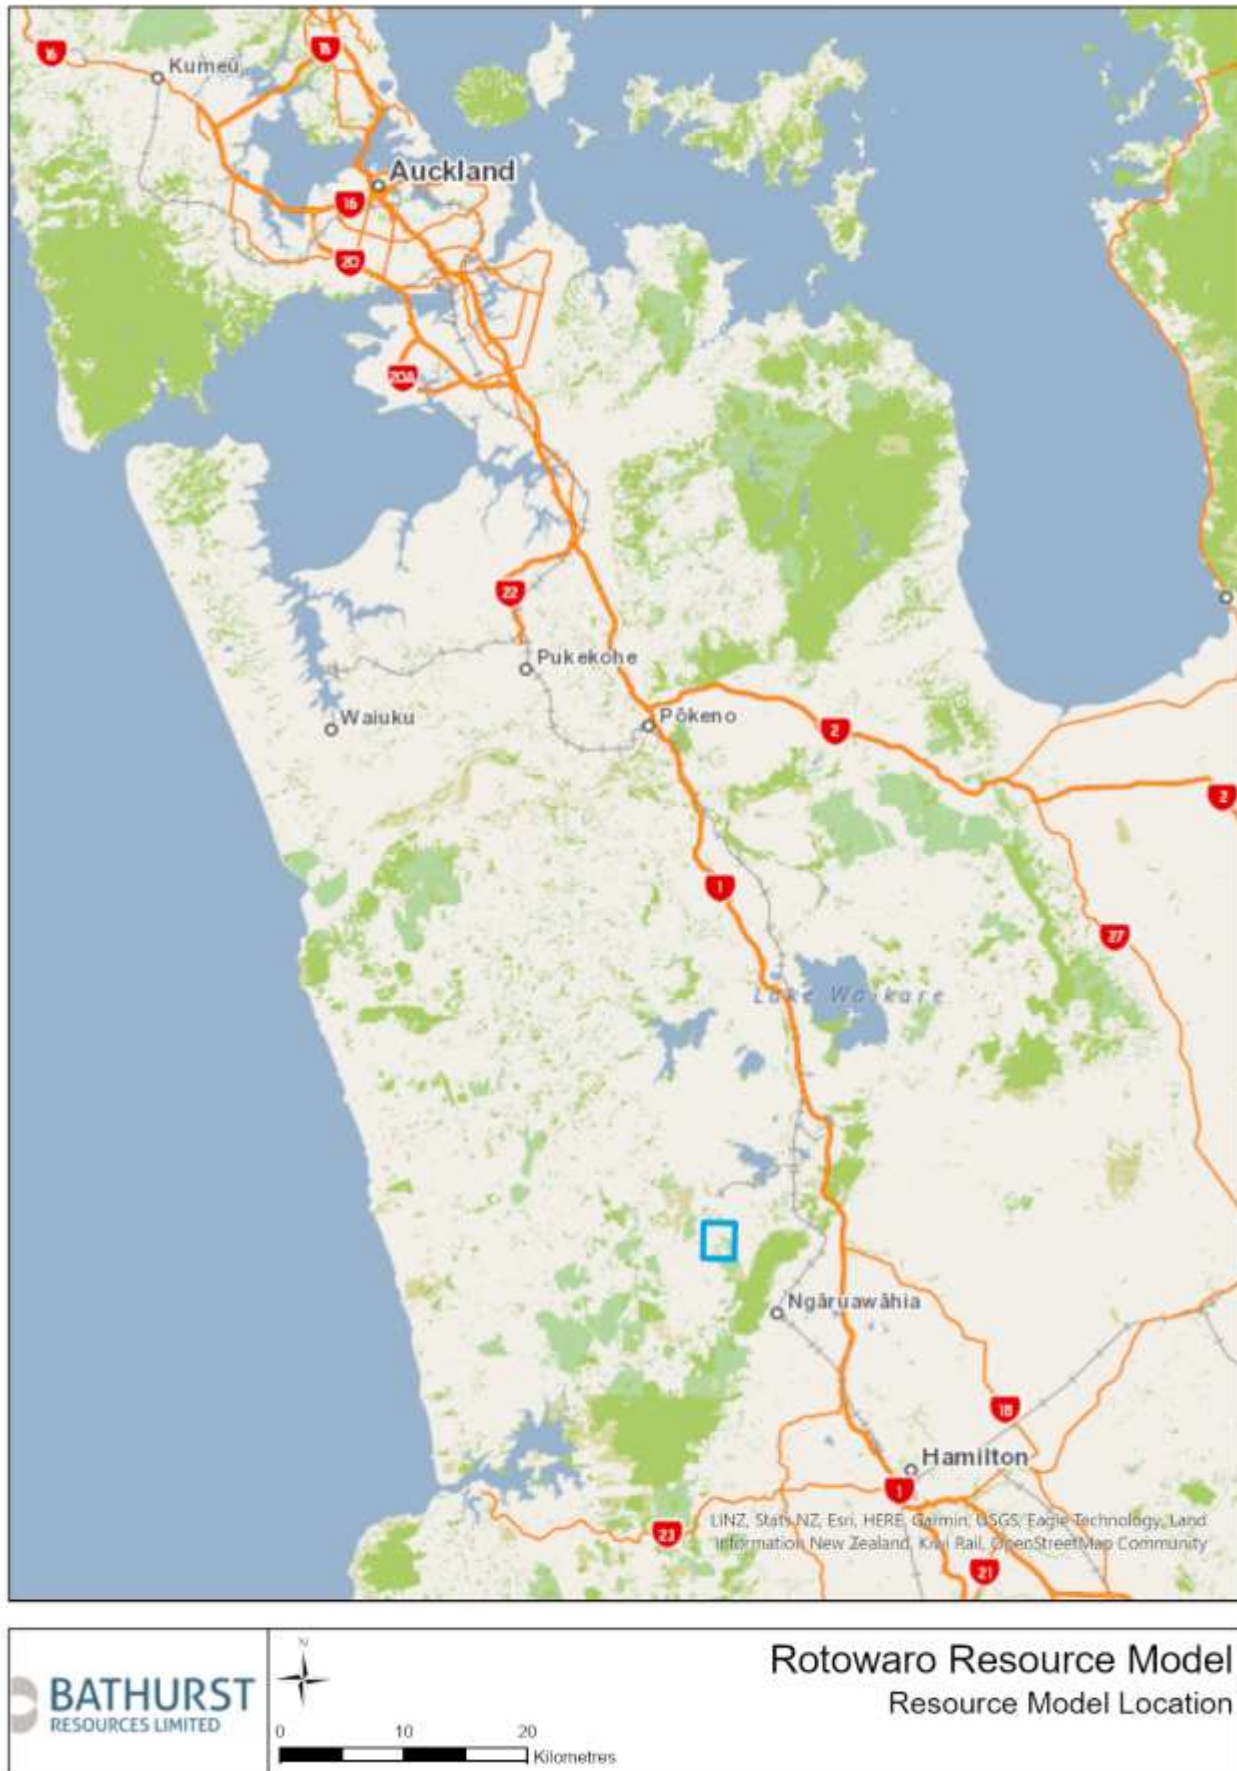 16
Kumeū
16
Auckland
16
20
20A
22
Pukekohe
Waiuku
Pōkeno
2
2
1
27
Lake Waikare
Ngāruawāhia
18
Hamilton
1
23
21
LINZ, Stats NZ, Esri, HERE, Garmin, USGS, Eagle Technology, Land
Information New Zealand, Kiwi Rail, OpenStreetMap Community
BATHURST
RESOURCES LIMITED
N
0 10 20
Kilometres
Rotowaro Resource Model
Resource Model Location